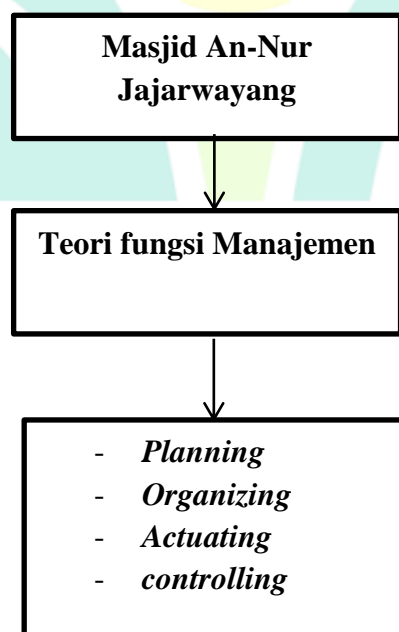 Masjid An-Nur
Jajarwayang
Teori fungsi Manajemen
- Planning
- Organizing
- Actuating
- controlling